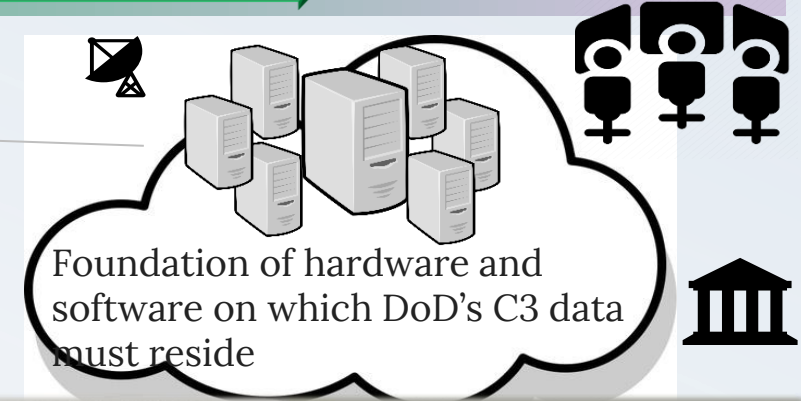 Foundation of hardware and
software on which DoD’s C3 data
must reside